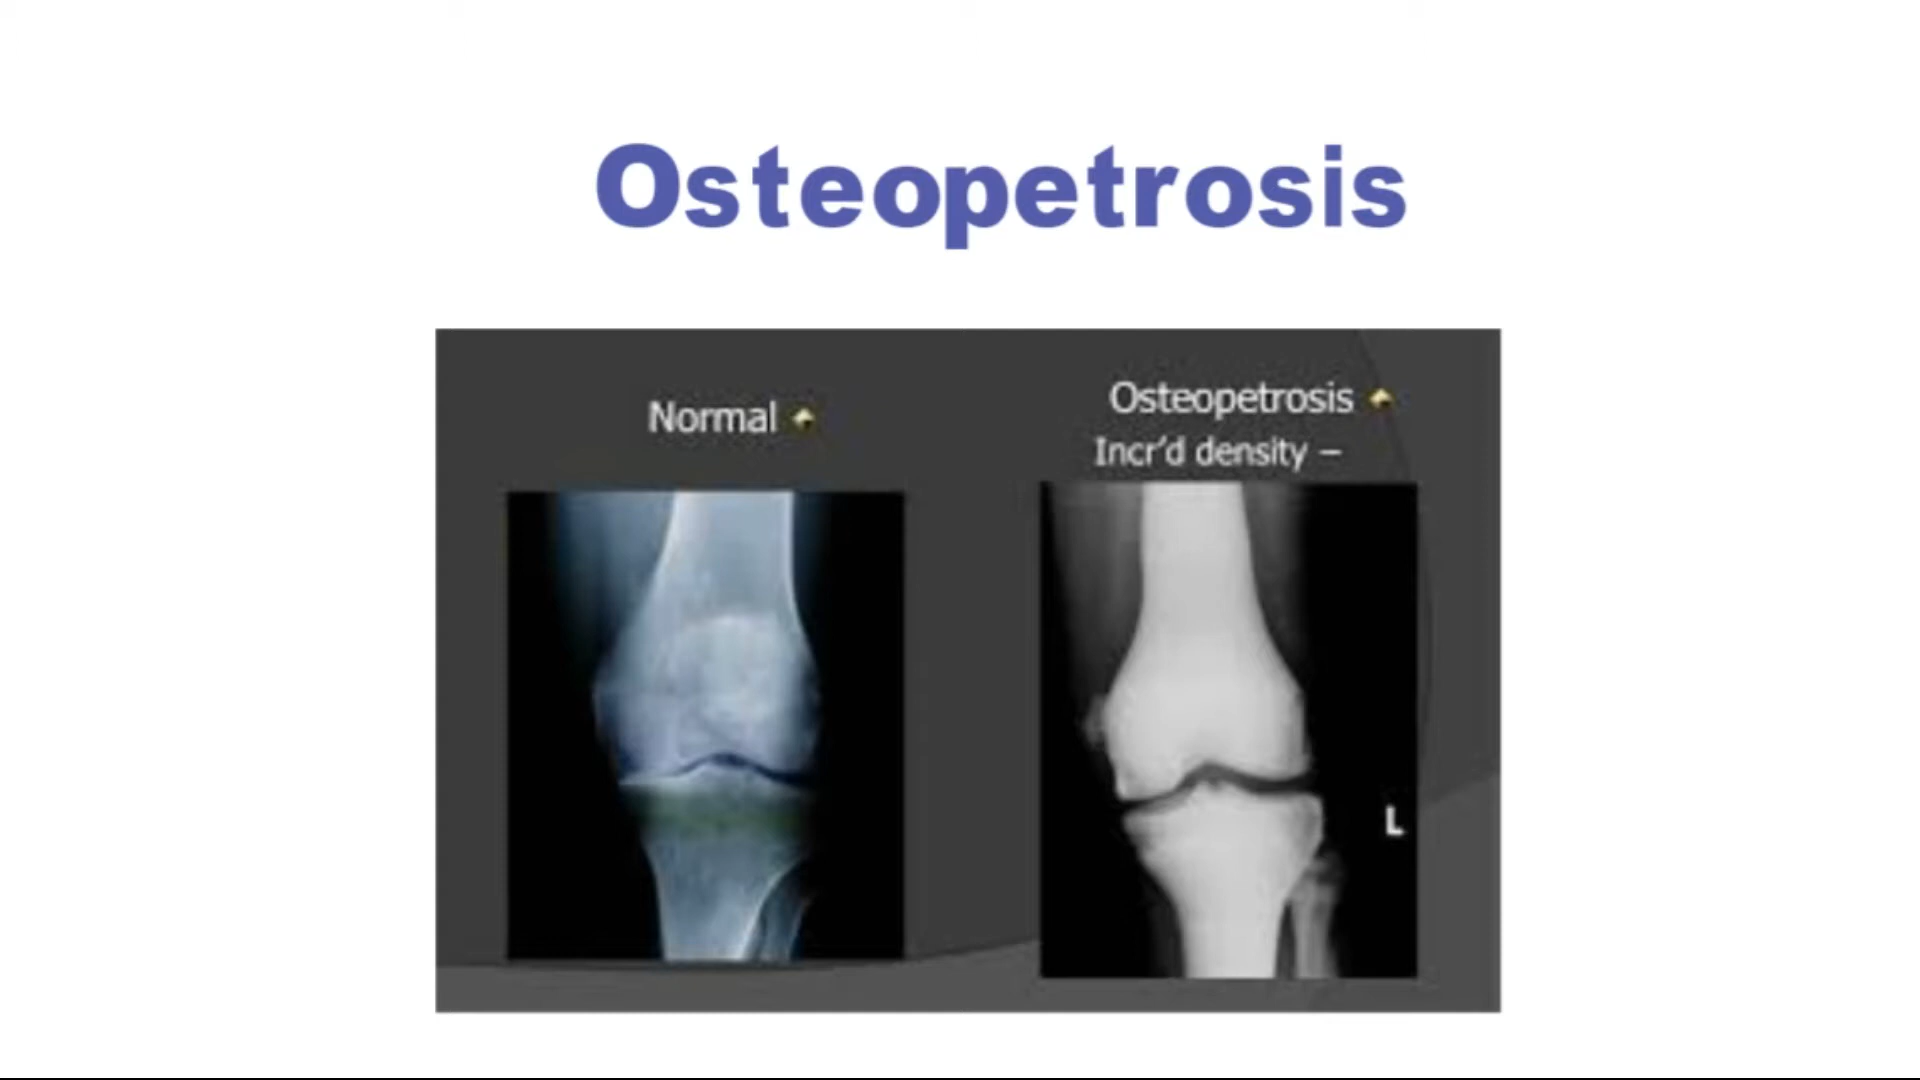 Osteopetrosis
Normal
Osteopetrosis
Incr'd density –
L